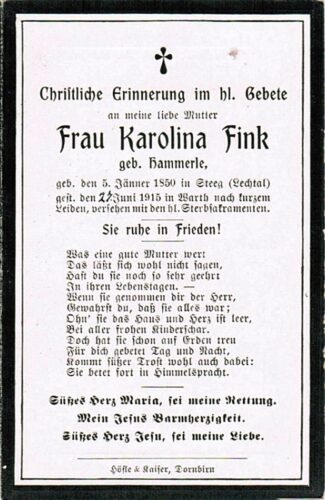 Christliche Erinnerung im hl. Gebete
an meine liebe Mutter
Frau Karolina Fink
geb. Hammerle,
geb. den 5. Jänner 1850 in Steeg (Lechtal)
gest. den Juni 1915 in Warth nach kurzem
Leiden, versehen mit den hl. Sterbsakramenten.
Sie ruhe in Frieden!
Was eine gute Mutter wert
Das läßt sich wohl nicht sagen,
Hast du sie noch so sehr geehrt
In ihren Lebenstagen. —
Wenn sie genommen dir der Herr,
Gewahrst du, daß sie alles war;
Ohn' sie das Haus und Herz ist leer,
Bei aller frohen Kinderschar.
Doch hat sie schon auf Erden treu
Für dich gebetet Tag und Nacht,
Kommt süßer Trost wohl auch dabei:
Sie betet fort in Himmelspracht.
Süßes Herz Maria, sei meine Rettung.
Mein Jesus Barmherzigkeit.
Süßes Herz Jesu, sei meine Liebe.
Höfle & Kaiser, Dornbirn